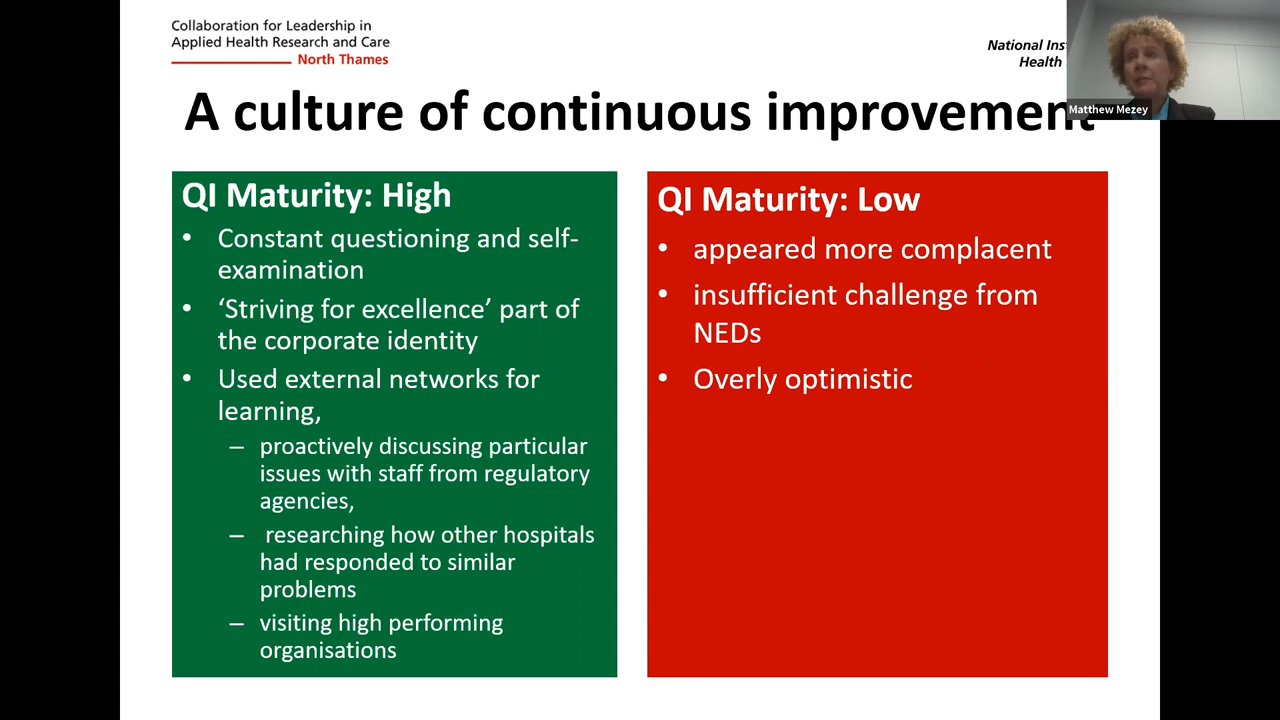 Collaboration for Leadership in
Applied Health Research and Care
North Thames
National
Health
Matthew Mezey
A culture of continuous improvement
QI Maturity: High
• Constant questioning and self-
examination
• ‘Striving for excellence’ part of
the corporate identity
• Used external networks for
learning,
– proactively discussing particular
issues with staff from regulatory
agencies,
– researching how other hospitals
had responded to similar
problems
– visiting high performing
organisations
QI Maturity: Low
• appeared more complacent
• insufficient challenge from
NEDs
• Overly optimistic